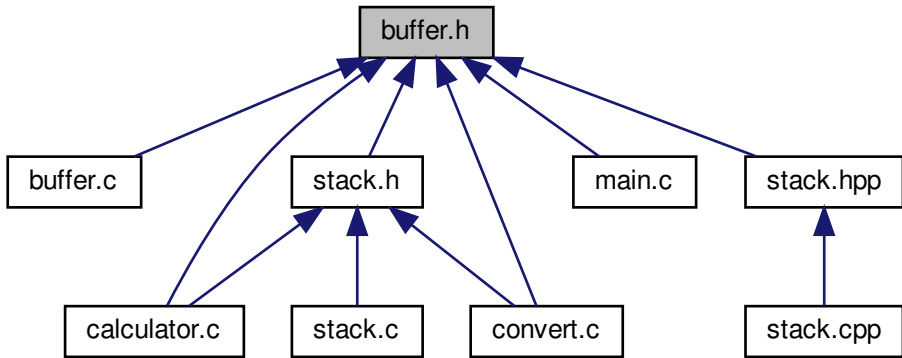 buffer.h
buffer.c
stack.h
main.c
stack.hpp
calculator.c
stack.c
convert.c
stack.cpp